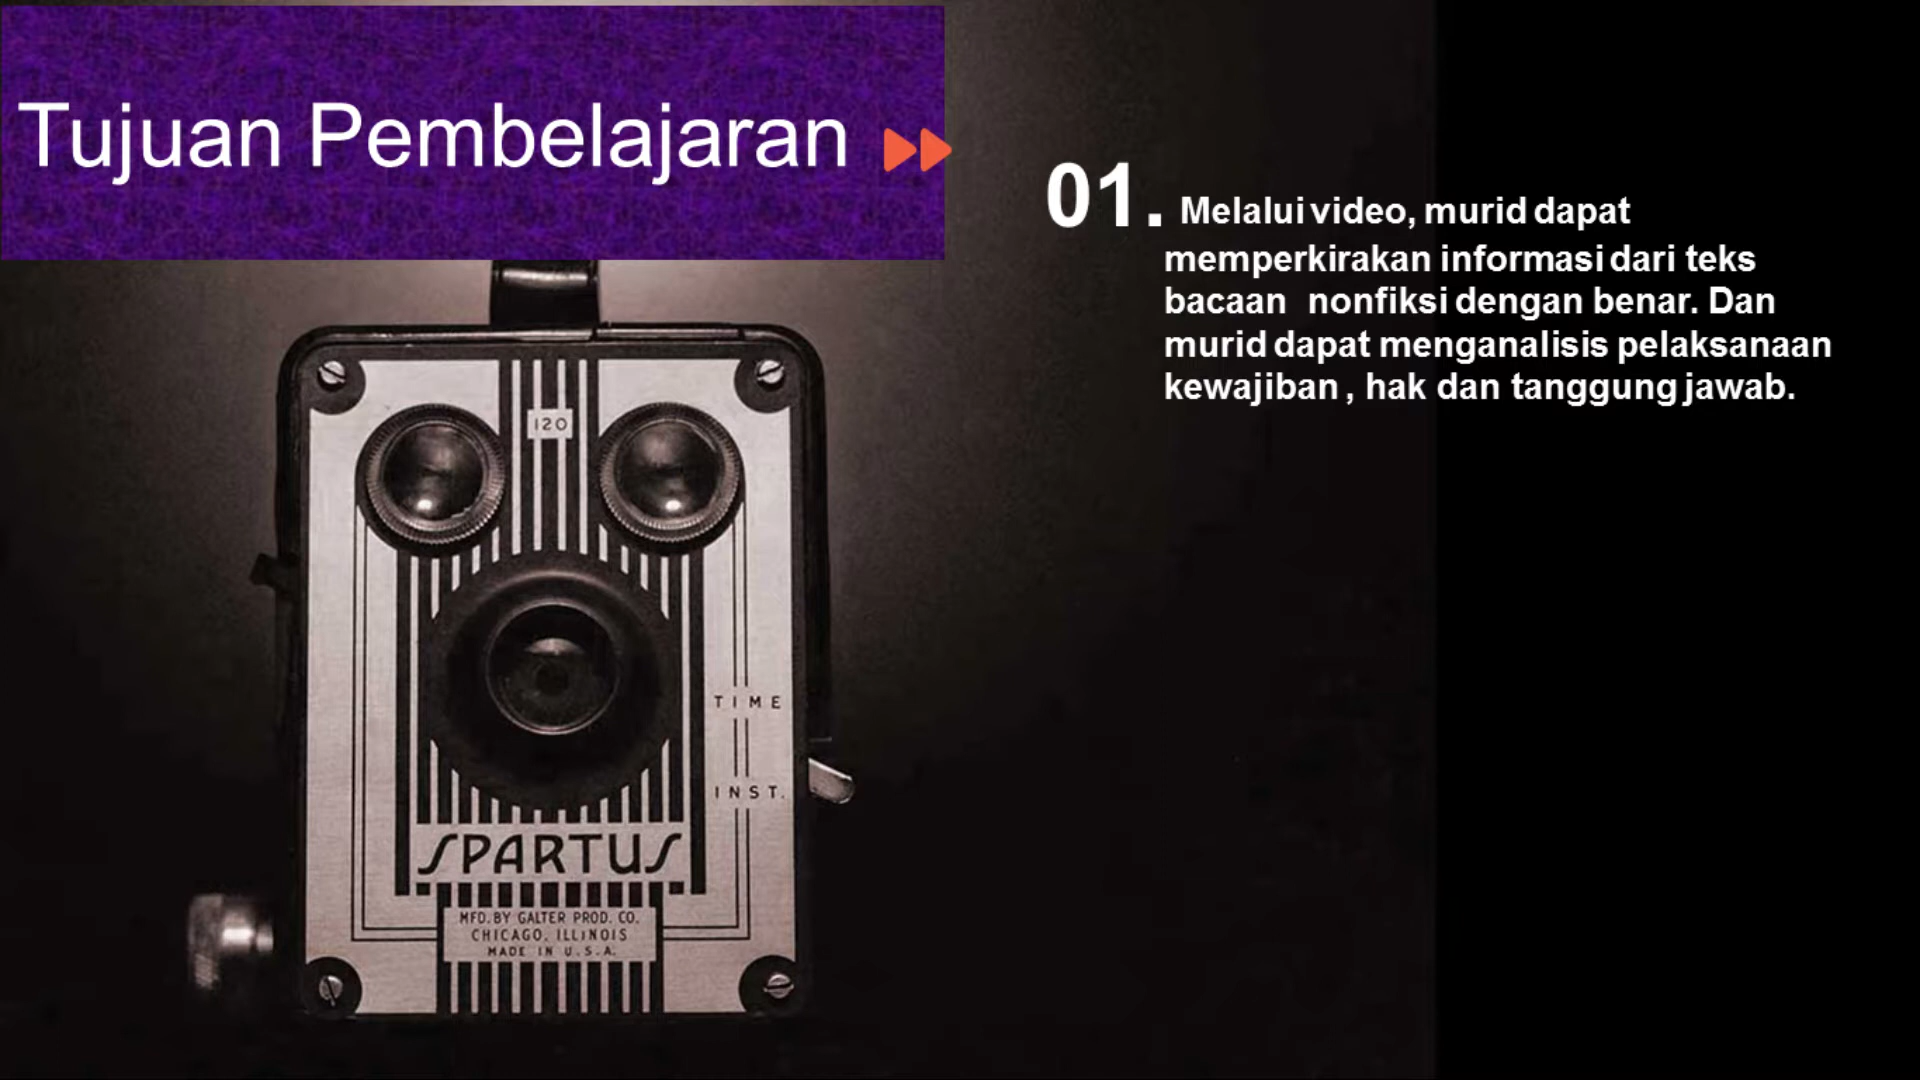 Tujuan Pembelajaran
01. Melalui video, murid dapat
memperkirakan informasi dari teks
bacaan nonfiksi dengan benar. Dan
murid dapat menganalisis pelaksanaan
kewajiban , hak dan tanggung jawab.
120
TIME
INST.
SPARTUS
MFD. BY GALTER PROD. CO.
CHICAGO, ILLINOIS
MADE IN U.S.A.